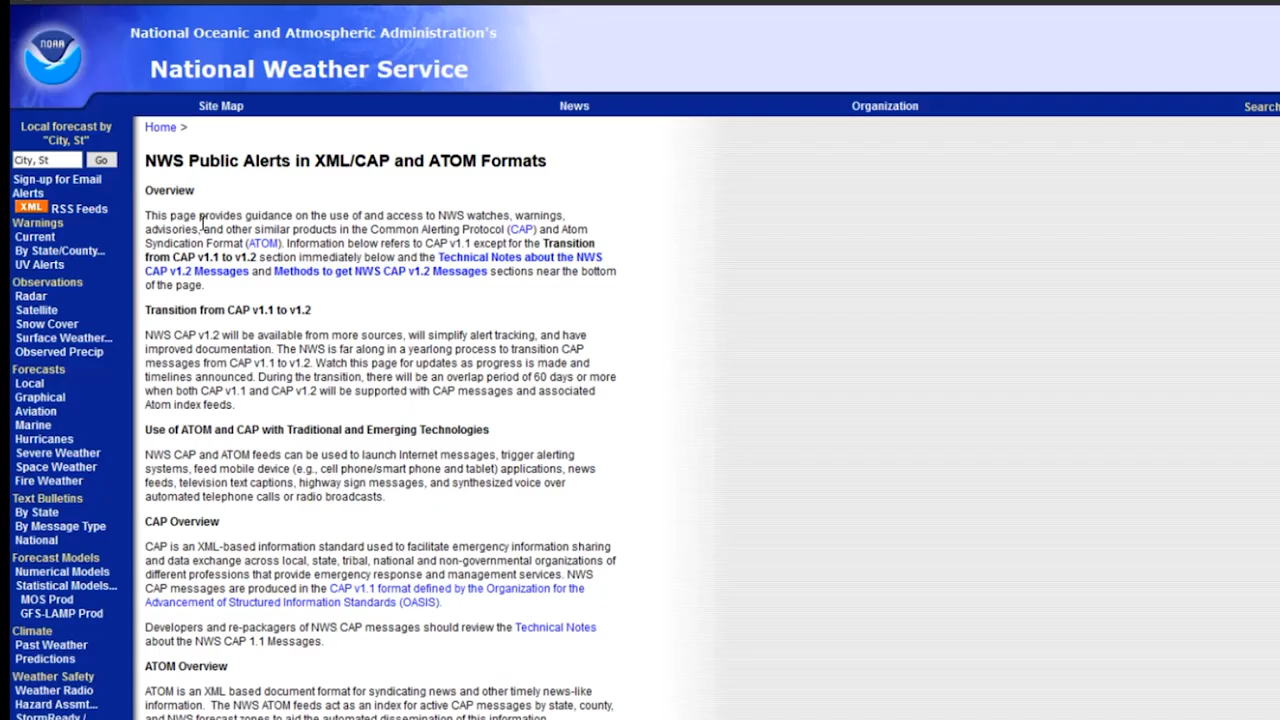 National Oceanic and Atmospheric Administration's
NOAA
National Weather Service
Site Map
News
Organization
Search
Local forecast by
"City, St"
City, St
Go
Sign-up for Email
Alerts
XML RSS Feeds
Warnings
Current
By State/County...
UV Alerts
Observations
Radar
Satellite
Snow Cover
Surface Weather...
Observed Precip
Forecasts
Local
Graphical
Aviation
Marine
Hurricanes
Severe Weather
Space Weather
Fire Weather
Text Bulletins
By State
By Message Type
National
Forecast Models
Numerical Models
Statistical Models...
MOS Prod
GFS-LAMP Prod
Climate
Past Weather
Predictions
Weather Safety
Weather Radio
Hazard Assmt...
StormReady /
Home >
NWS Public Alerts in XML/CAP and ATOM Formats
Overview
This page provides guidance on the use of and access to NWS watches, warnings,
advisories, and other similar products in the Common Alerting Protocol (CAP) and Atom
Syndication Format (ATOM). Information below refers to CAP v1.1 except for the Transition
from CAP v1.1 to v1.2 section immediately below and the Technical Notes about the NWS
CAP v1.2 Messages and Methods to get NWS CAP v1.2 Messages sections near the bottom
of the page.
Transition from CAP v1.1 to v1.2
NWS CAP v1.2 will be available from more sources, will simplify alert tracking, and have
improved documentation. The NWS is far along in a yearlong process to transition CAP
messages from CAP v1.1 to v1.2. Watch this page for updates as progress is made and
timelines announced. During the transition, there will be an overlap period of 60 days or more
when both CAP v1.1 and CAP v1.2 will be supported with CAP messages and associated
Atom index feeds.
Use of ATOM and CAP with Traditional and Emerging Technologies
NWS CAP and ATOM feeds can be used to launch Internet messages, trigger alerting
systems, feed mobile device (e.g., cell phone/smart phone and tablet) applications, news
feeds, television text captions, highway sign messages, and synthesized voice over
automated telephone calls or radio broadcasts.
CAP Overview
CAP is an XML-based information standard used to facilitate emergency information sharing
and data exchange across local, state, tribal, national and non-governmental organizations of
different professions that provide emergency response and management services. NWS
CAP messages are produced in the CAP v1.1 format defined by the Organization for the
Advancement of Structured Information Standards (OASIS).
Developers and re-packagers of NWS CAP messages should review the Technical Notes
about the NWS CAP 1.1 Messages.
ATOM Overview
ATOM is an XML based document format for syndicating news and other timely news-like
information. The NWS ATOM feeds act as an index for active CAP messages by state, county,
and NWS forecast zones to aid the automated dissemination of this information.